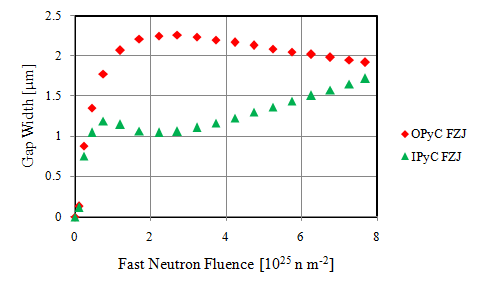 2.5
2
1.5
1
0.5
0
0 2 4 6 8
Gap Width [μm]
Fast Neutron Fluence [10²⁵ n m⁻²]
OPyC FZJ
IPyC FZJ